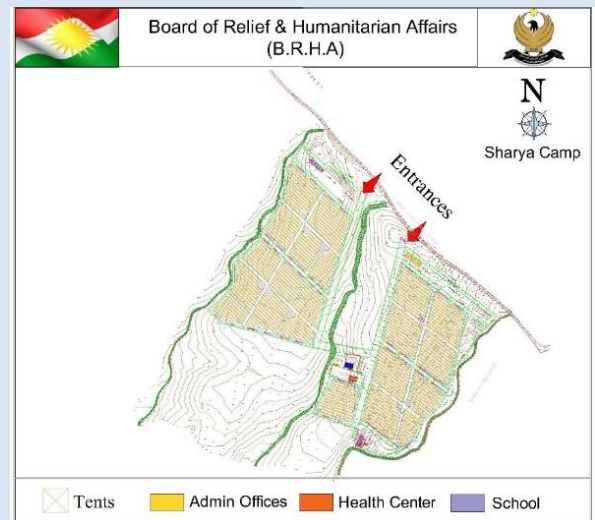 Board of Relief & Humanitarian Affairs
(B.R.H.A)
N
Sharya Camp
Entrances
Tents
Admin Offices
Health Center
School